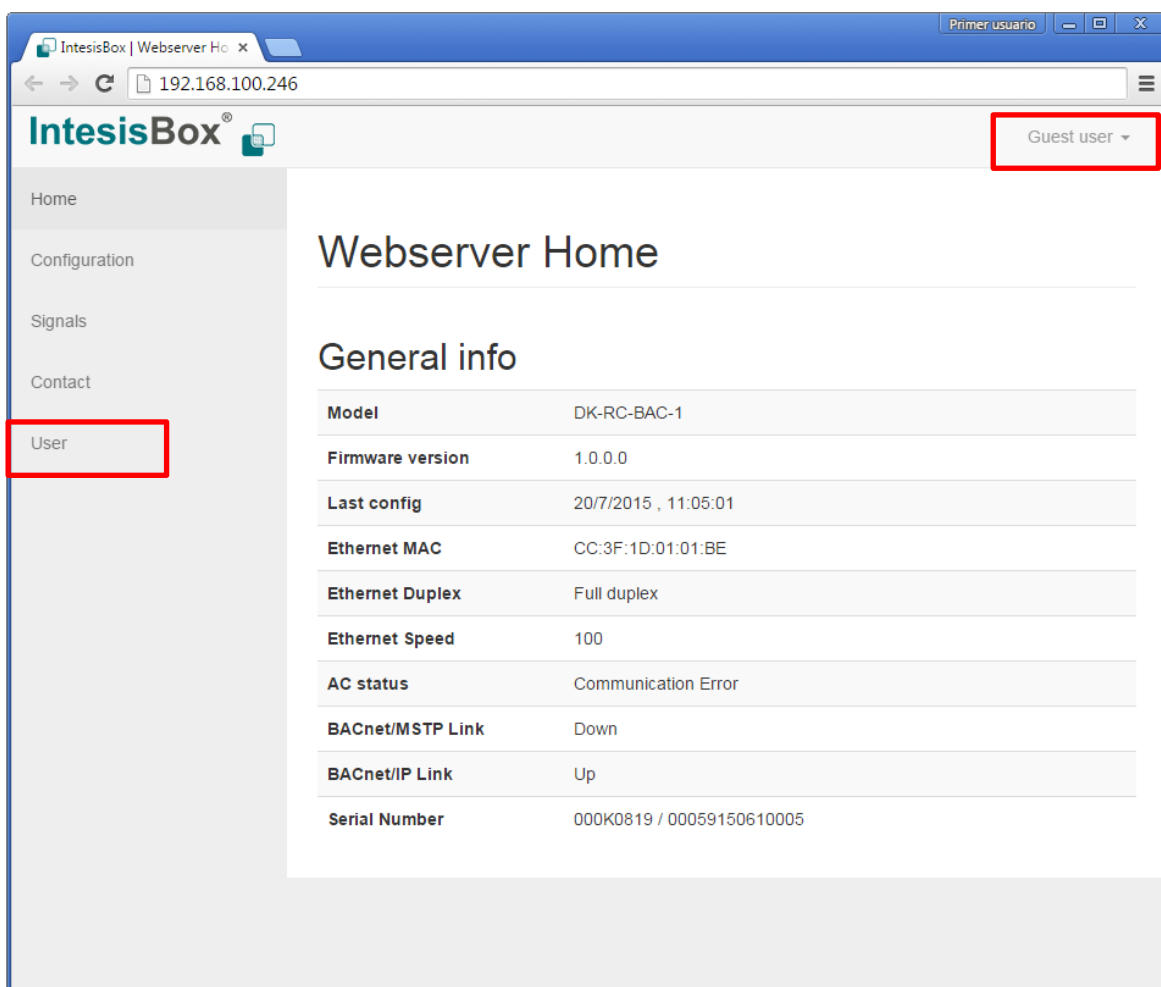 Primer usuario
IntesisBox | Webserver Ho
192.168.100.246
IntesisBox®
Guest user
Home
Configuration
Signals
Contact
User
Webserver Home
General info
Model DK-RC-BAC-1
Firmware version 1.0.0.0
Last config 20/7/2015 , 11:05:01
Ethernet MAC CC:3F:1D:01:01:BE
Ethernet Duplex Full duplex
Ethernet Speed 100
AC status Communication Error
BACnet/MSTP Link Down
BACnet/IP Link Up
Serial Number 000K0819 / 00059150610005